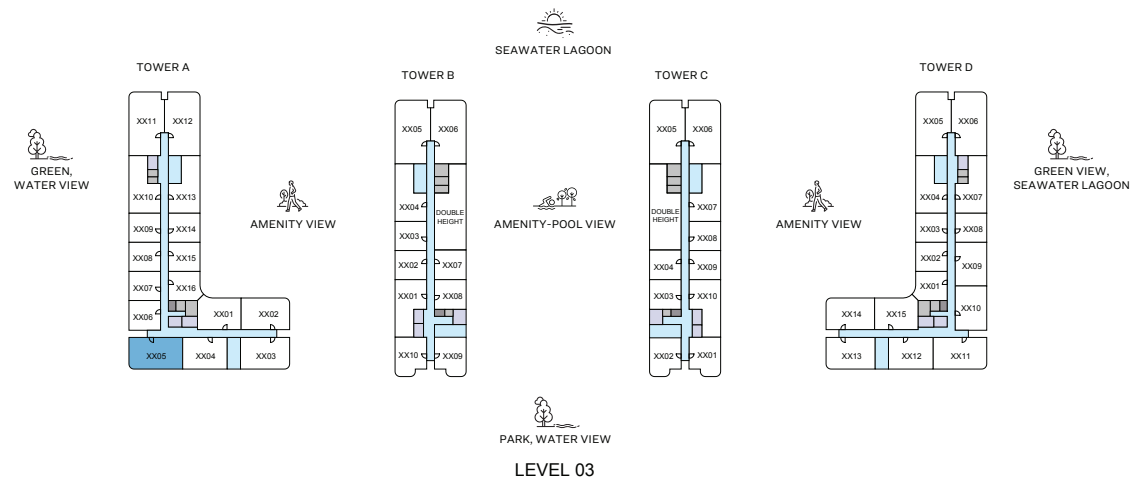 SEAWATER LAGOON
TOWER A
TOWER B
TOWER C
TOWER D
GREEN,
WATER VIEW
AMENITY VIEW
AMENITY-POOL VIEW
AMENITY VIEW
GREEN VIEW,
SEAWATER LAGOON
XX11
XX12
XX10
XX13
XX09
XX14
XX08
XX15
XX07
XX16
XX06
XX01
XX02
XX05
XX04
XX03
XX05
XX06
XX04
DOUBLE
HEIGHT
XX03
XX02
XX07
XX01
XX08
XX10
XX09
XX05
XX06
DOUBLE
HEIGHT
XX07
XX08
XX04
XX09
XX03
XX10
XX02
XX01
XX05
XX06
XX04
XX07
XX03
XX08
XX02
XX09
XX01
XX10
XX14
XX15
XX13
XX12
XX11
PARK, WATER VIEW
LEVEL 03